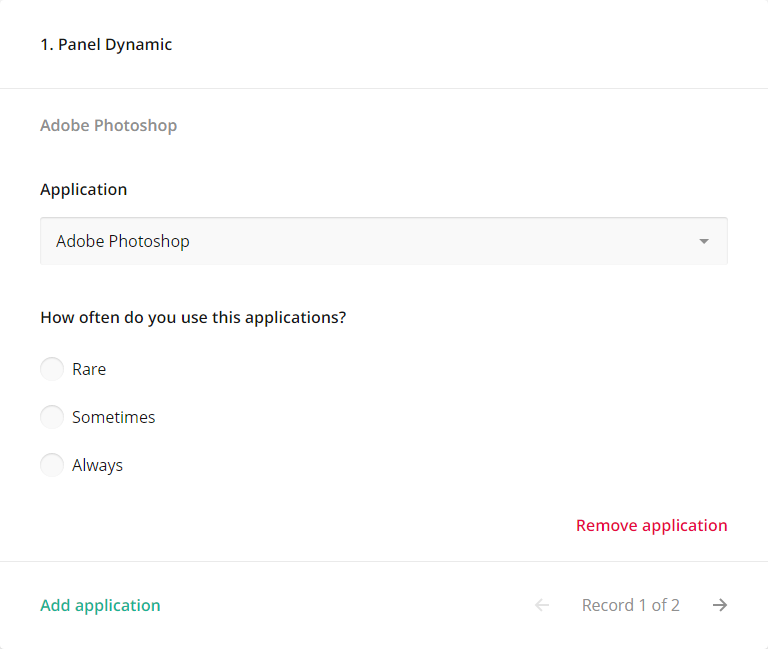 1. Panel Dynamic
Adobe Photoshop
Application
Adobe Photoshop
How often do you use this applications?
Rare
Sometimes
Always
Remove application
Add application
Record 1 of 2